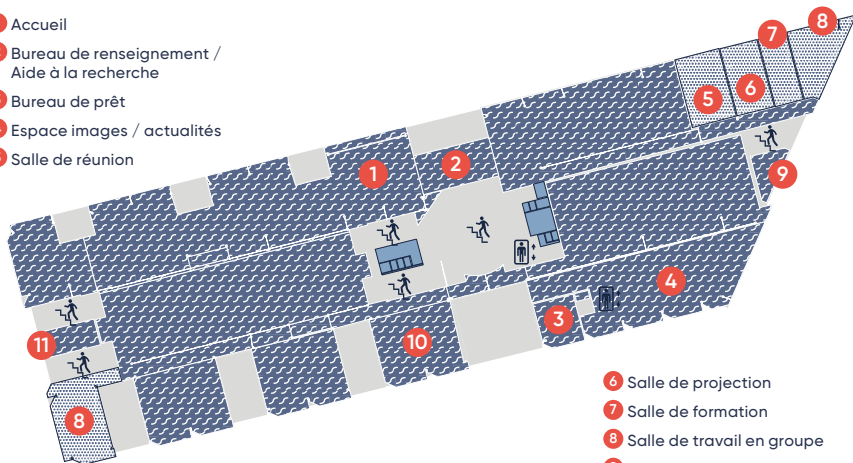 Accueil
Bureau de renseignement /
Aide à la recherche
Bureau de prêt
Espace images / actualités
Salle de réunion
8
7
6
5
9
2
1
4
3
10
11
8
6 Salle de projection
7 Salle de formation
8 Salle de travail en groupe